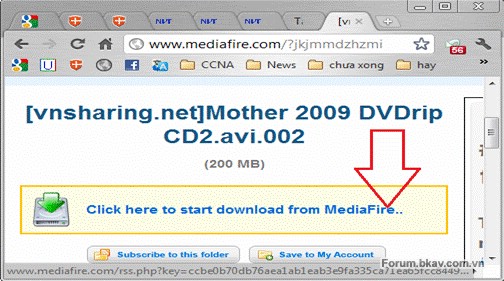 NVT
NVT
NVT
T.
[vı
www.mediafire.com/?jkjmmdzhzmi
56
U
CCNA
News
chưa xong
hay
[vnsharing.net]Mother 2009 DVDrip
CD2.avi.002
(200 MB)
Click here to start download from MediaFire..
Subscribe to this folder
Save to My Account
Forum.bkav.com.vn
www.mediafire.com/rss.php?key=ccbe0b70db76aea1ab1eab3e9fa335ca71ea65fcc8449...